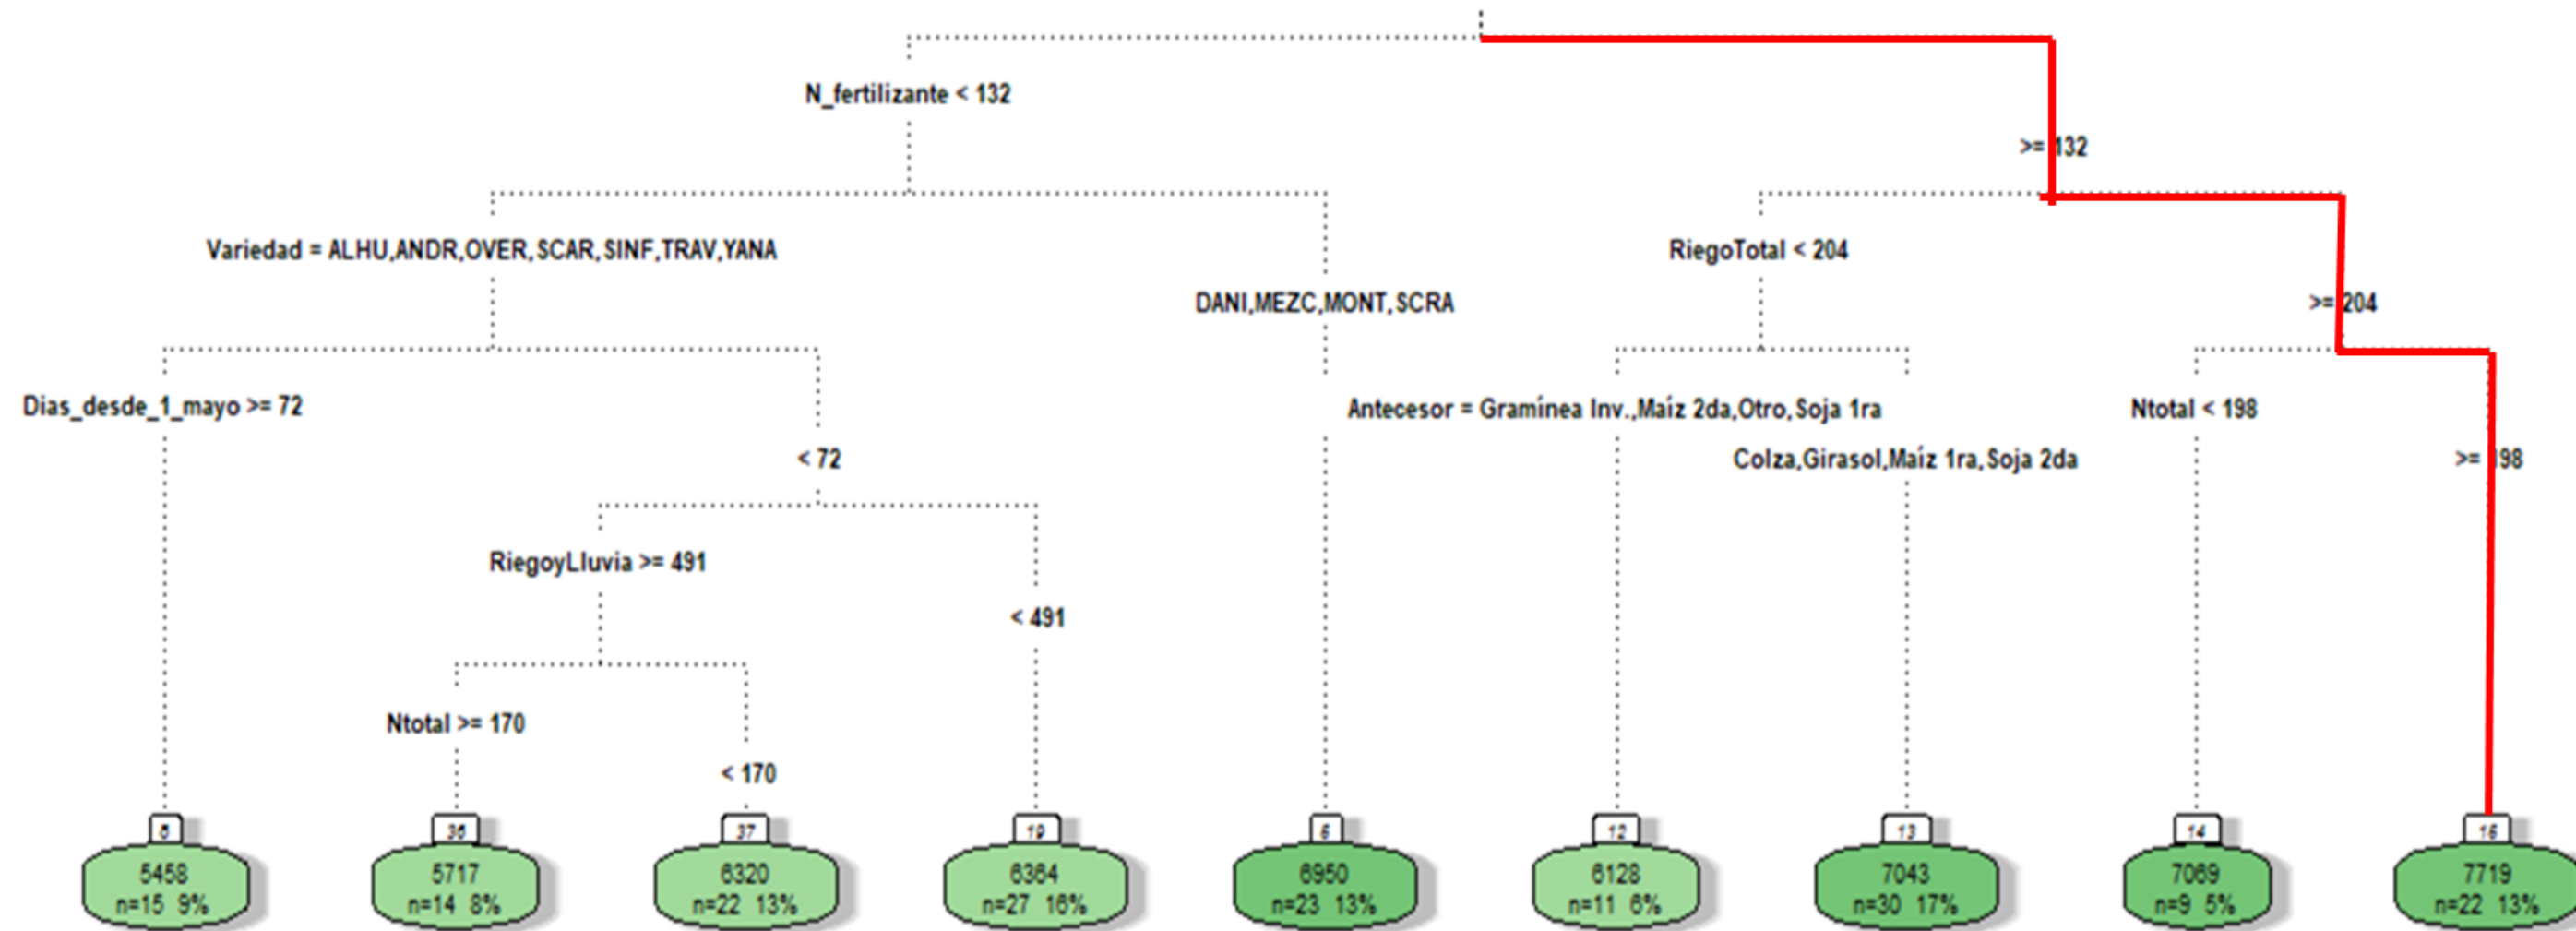 N_fertilizante < 132
>= 132
Variedad = ALHU,ANDR,OVER,SCAR,SINF,TRAV,YANA
RiegoTotal < 204
DANI,MEZC,MONT,SCRA
>= 204
Dias_desde_1_mayo >= 72
Antecesor = Gramínea Inv.,Maíz 2da,Otro,Soja 1ra
Ntotal < 198
< 72
Colza,Girasol,Maíz 1ra,Soja 2da
>= 198
RiegoyLluvia >= 491
< 491
Ntotal >= 170
< 170
8
36
37
19
6
12
13
14
15
5458
n=15 9%
5717
n=14 8%
6320
n=22 13%
6364
n=27 16%
6950
n=23 13%
6128
n=11 6%
7043
n=30 17%
7069
n=9 5%
7719
n=22 13%